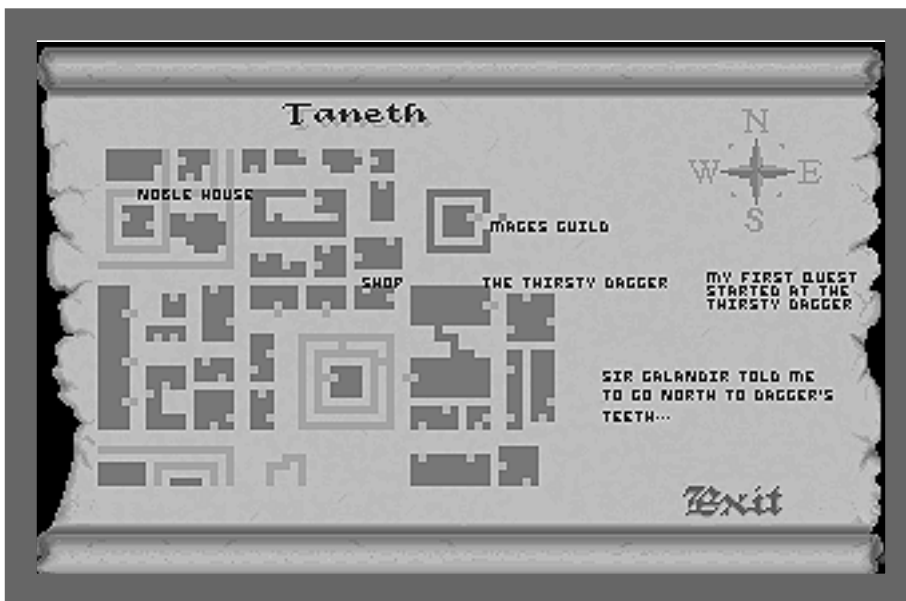 Taneth
N
W E
S
NOBLE HOUSE
MAGES GUILD
SHOP
THE THIRSTY DAGGER
MY FIRST QUEST
STARTED AT THE
THIRSTY DAGGER
SIR GALANDIR TOLD ME
TO GO NORTH TO DAGGER'S
TEETH...
Exit